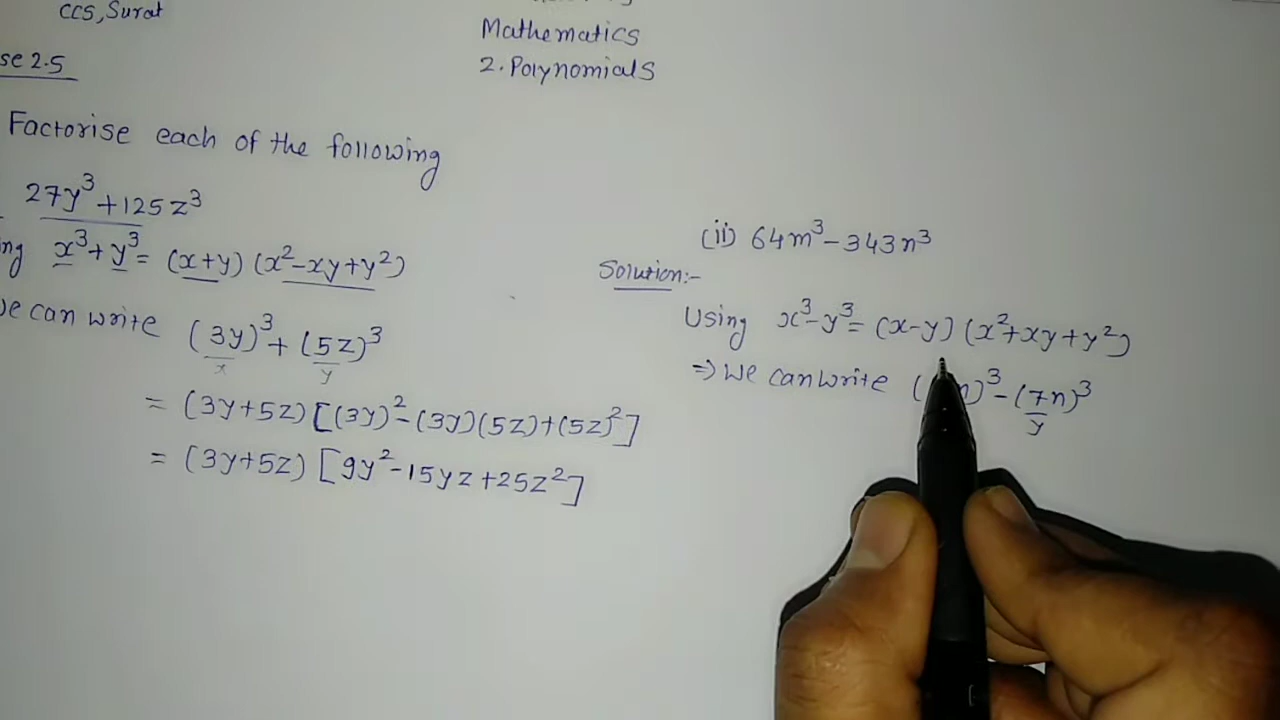 CCS, Surat
Mathematics
2. Polynomials
se 2.5
Factorise each of the following
27y³+125z³
ng x³+y³= (x+y) (x²-xy+y²)
we can write (3y)³+(5z)³
x y
= (3y+5z) [(3y)²-(3y)(5z)+(5z)²]
= (3y+5z) [9y²-15yz+25z²]
(ii) 64m³-343n³
Solution:-
Using x³-y³= (x-y) (x²+xy+y²)
⇒ we can write ( )³-(7n)³
y